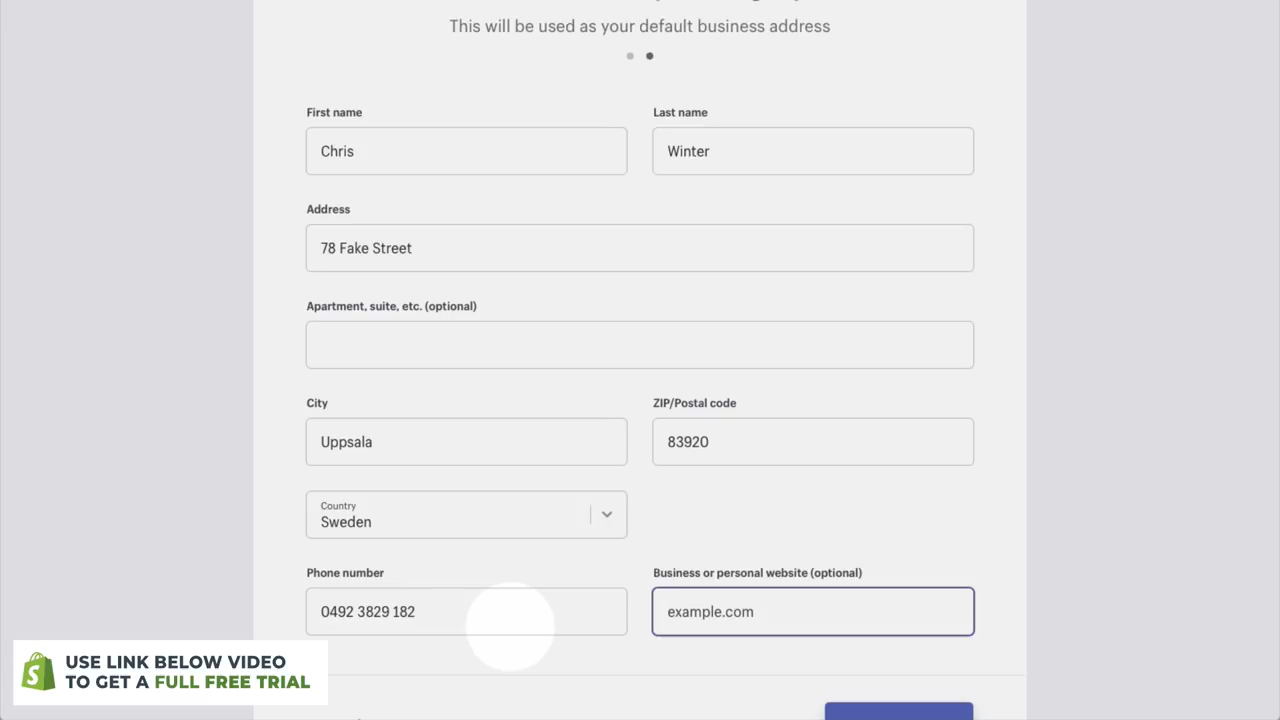 This will be used as your default business address
First name
Last name
Chris
Winter
Address
78 Fake Street
Apartment, suite, etc. (optional)
City
ZIP/Postal code
Uppsala
83920
Country
Sweden
Phone number
Business or personal website (optional)
0492 3829 182
example.com
USE LINK BELOW VIDEO
TO GET A FULL FREE TRIAL